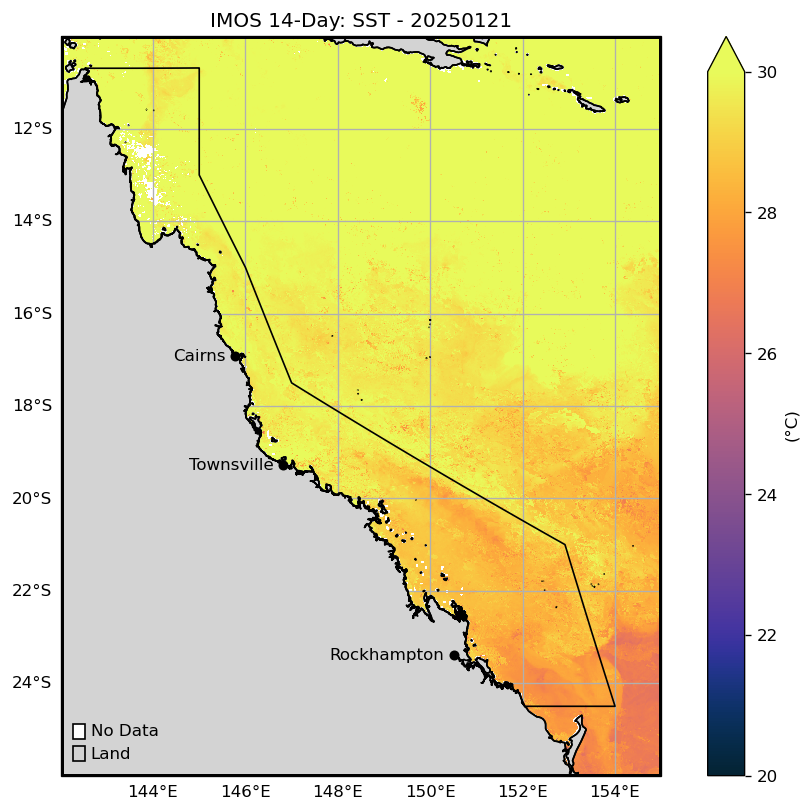 IMOS 14-Day: SST - 20250121
12°S
14°S
16°S
18°S
20°S
22°S
24°S
Cairns
Townsville
Rockhampton
No Data
Land
144°E 146°E 148°E 150°E 152°E 154°E
30
28
26
24
22
20
(°C)